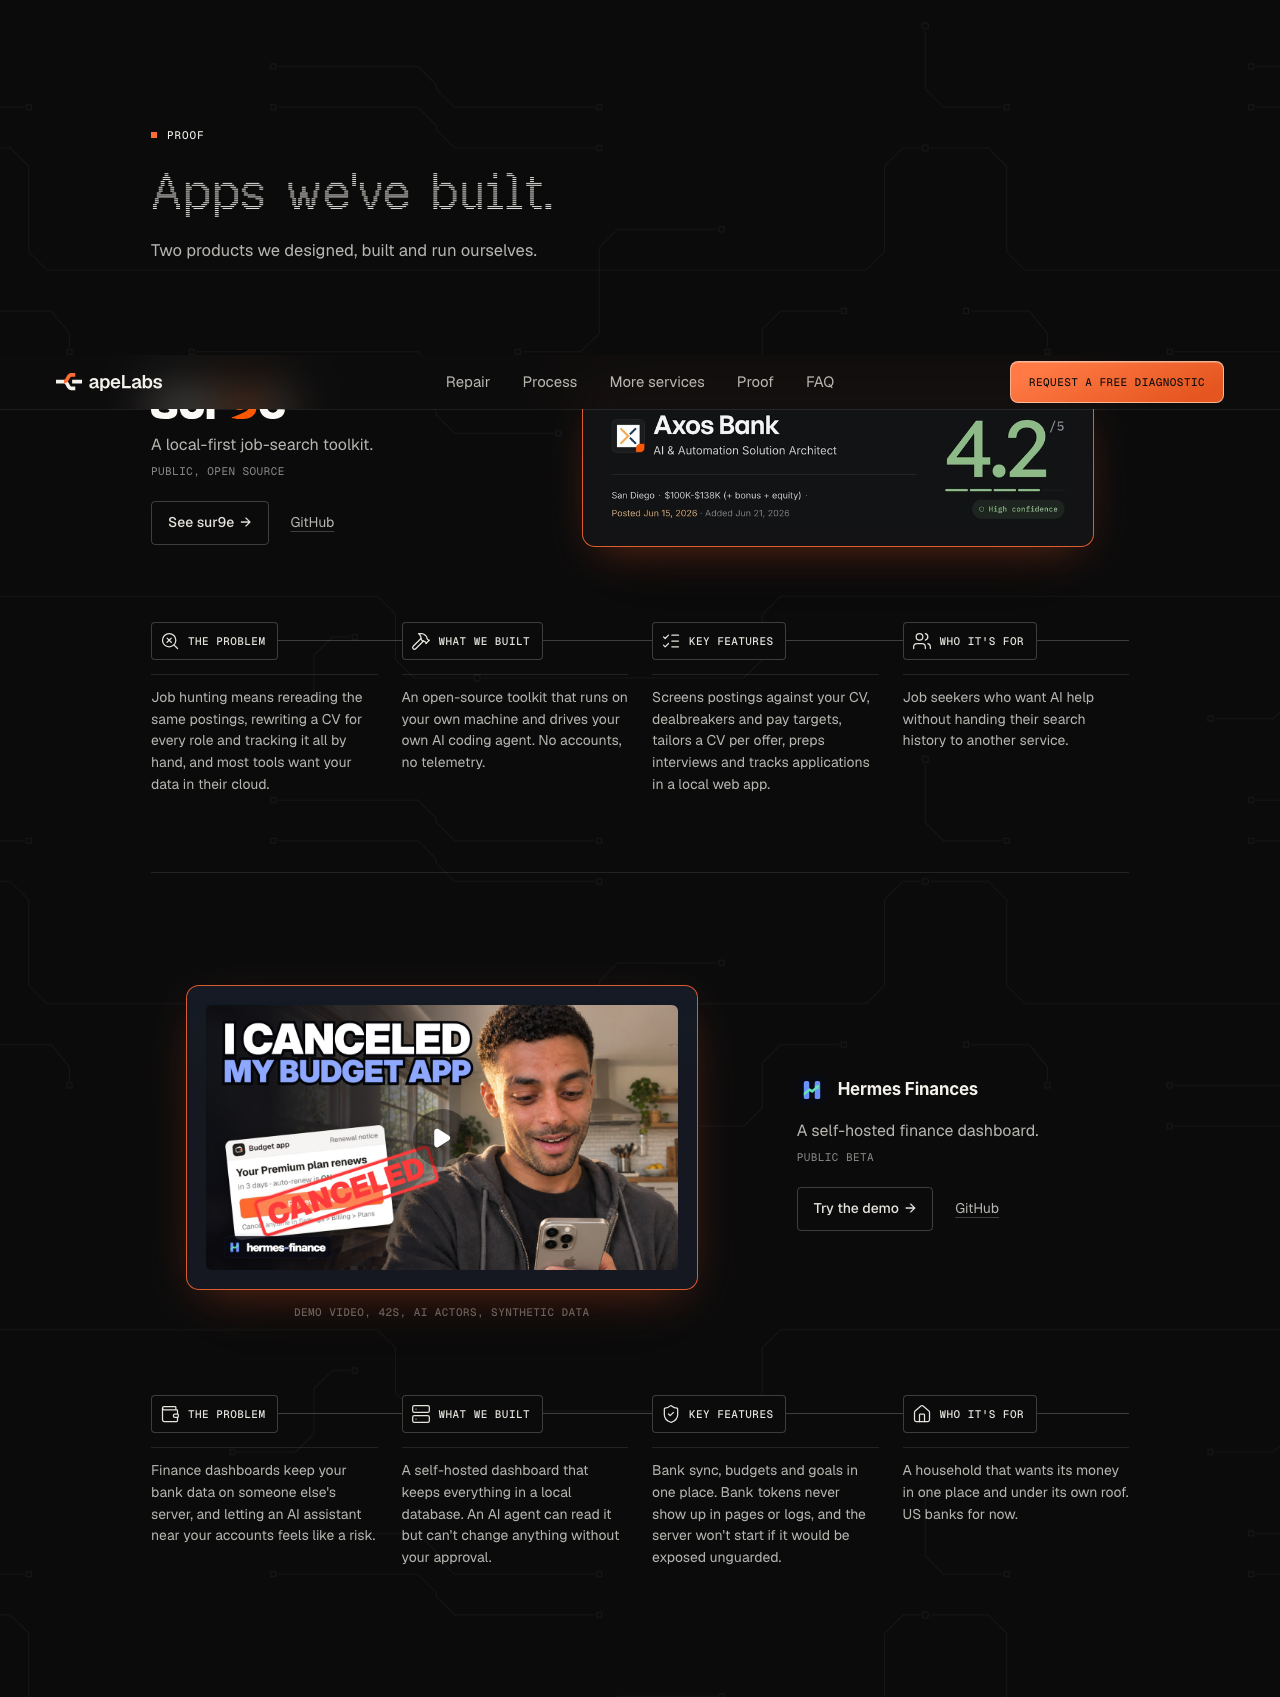 PROOF
Apps we've built.
Two products we designed, built and run ourselves.
apeLabs
Repair
Process
More services
Proof
FAQ
REQUEST A FREE DIAGNOSTIC
A local-first job-search toolkit.
PUBLIC, OPEN SOURCE
See sur9e →
GitHub
Axos Bank
AI & Automation Solution Architect
4.2/5
San Diego · $100K-$138K (+ bonus + equity) ·
Posted Jun 15, 2026 · Added Jun 21, 2026
High confidence
THE PROBLEM
Job hunting means rereading the
same postings, rewriting a CV for
every role and tracking it all by
hand, and most tools want your
data in their cloud.
WHAT WE BUILT
An open-source toolkit that runs on
your own machine and drives your
own AI coding agent. No accounts,
no telemetry.
KEY FEATURES
Screens postings against your CV,
dealbreakers and pay targets,
tailors a CV per offer, preps
interviews and tracks applications
in a local web app.
WHO IT'S FOR
Job seekers who want AI help
without handing their search
history to another service.
I CANCELED
MY BUDGET APP
Budget app
Renewal notice
Your Premium plan renews
in 3 days · auto-renew is
CANCELED
hermes-finance
DEMO VIDEO, 42S, AI ACTORS, SYNTHETIC DATA
Hermes Finances
A self-hosted finance dashboard.
PUBLIC BETA
Try the demo →
GitHub
THE PROBLEM
Finance dashboards keep your
bank data on someone else's
server, and letting an AI assistant
near your accounts feels like a risk.
WHAT WE BUILT
A self-hosted dashboard that
keeps everything in a local
database. An AI agent can read it
but can't change anything without
your approval.
KEY FEATURES
Bank sync, budgets and goals in
one place. Bank tokens never
show up in pages or logs, and the
server won't start if it would be
exposed unguarded.
WHO IT'S FOR
A household that wants its money
in one place and under its own roof.
US banks for now.